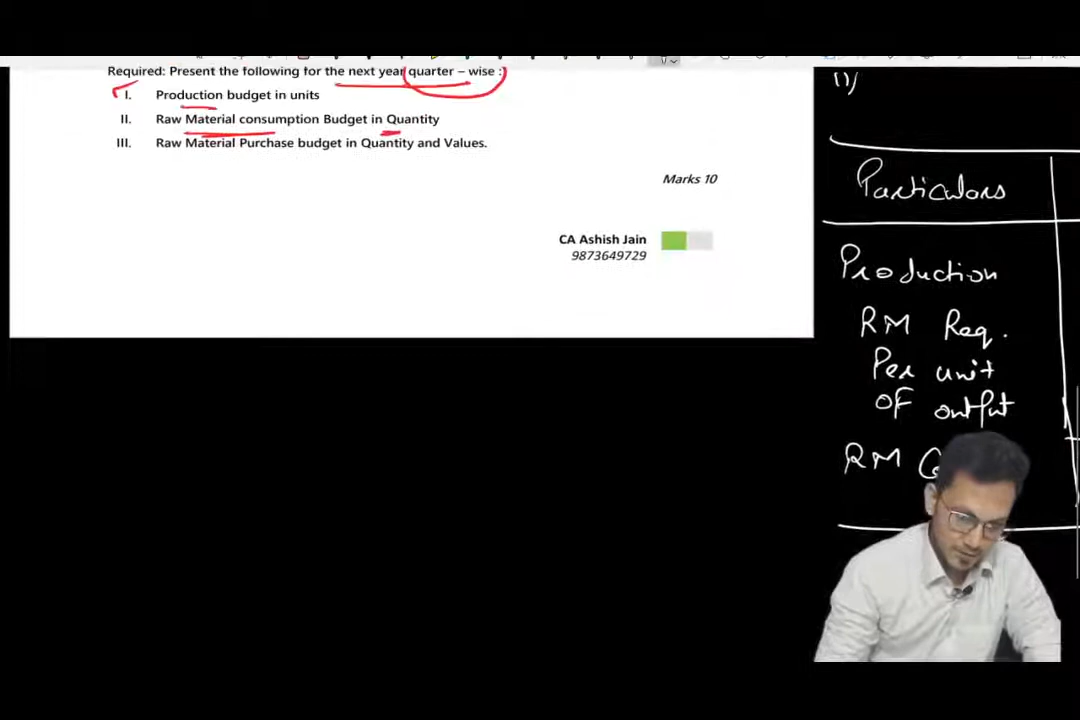 Required: Present the following for the next year quarter – wise :
I. Production budget in units
II. Raw Material consumption Budget in Quantity
III. Raw Material Purchase budget in Quantity and Values.
Marks 10
CA Ashish Jain
9873649729
Particulars
Production
RM Req.
Per unit
OF output
RM